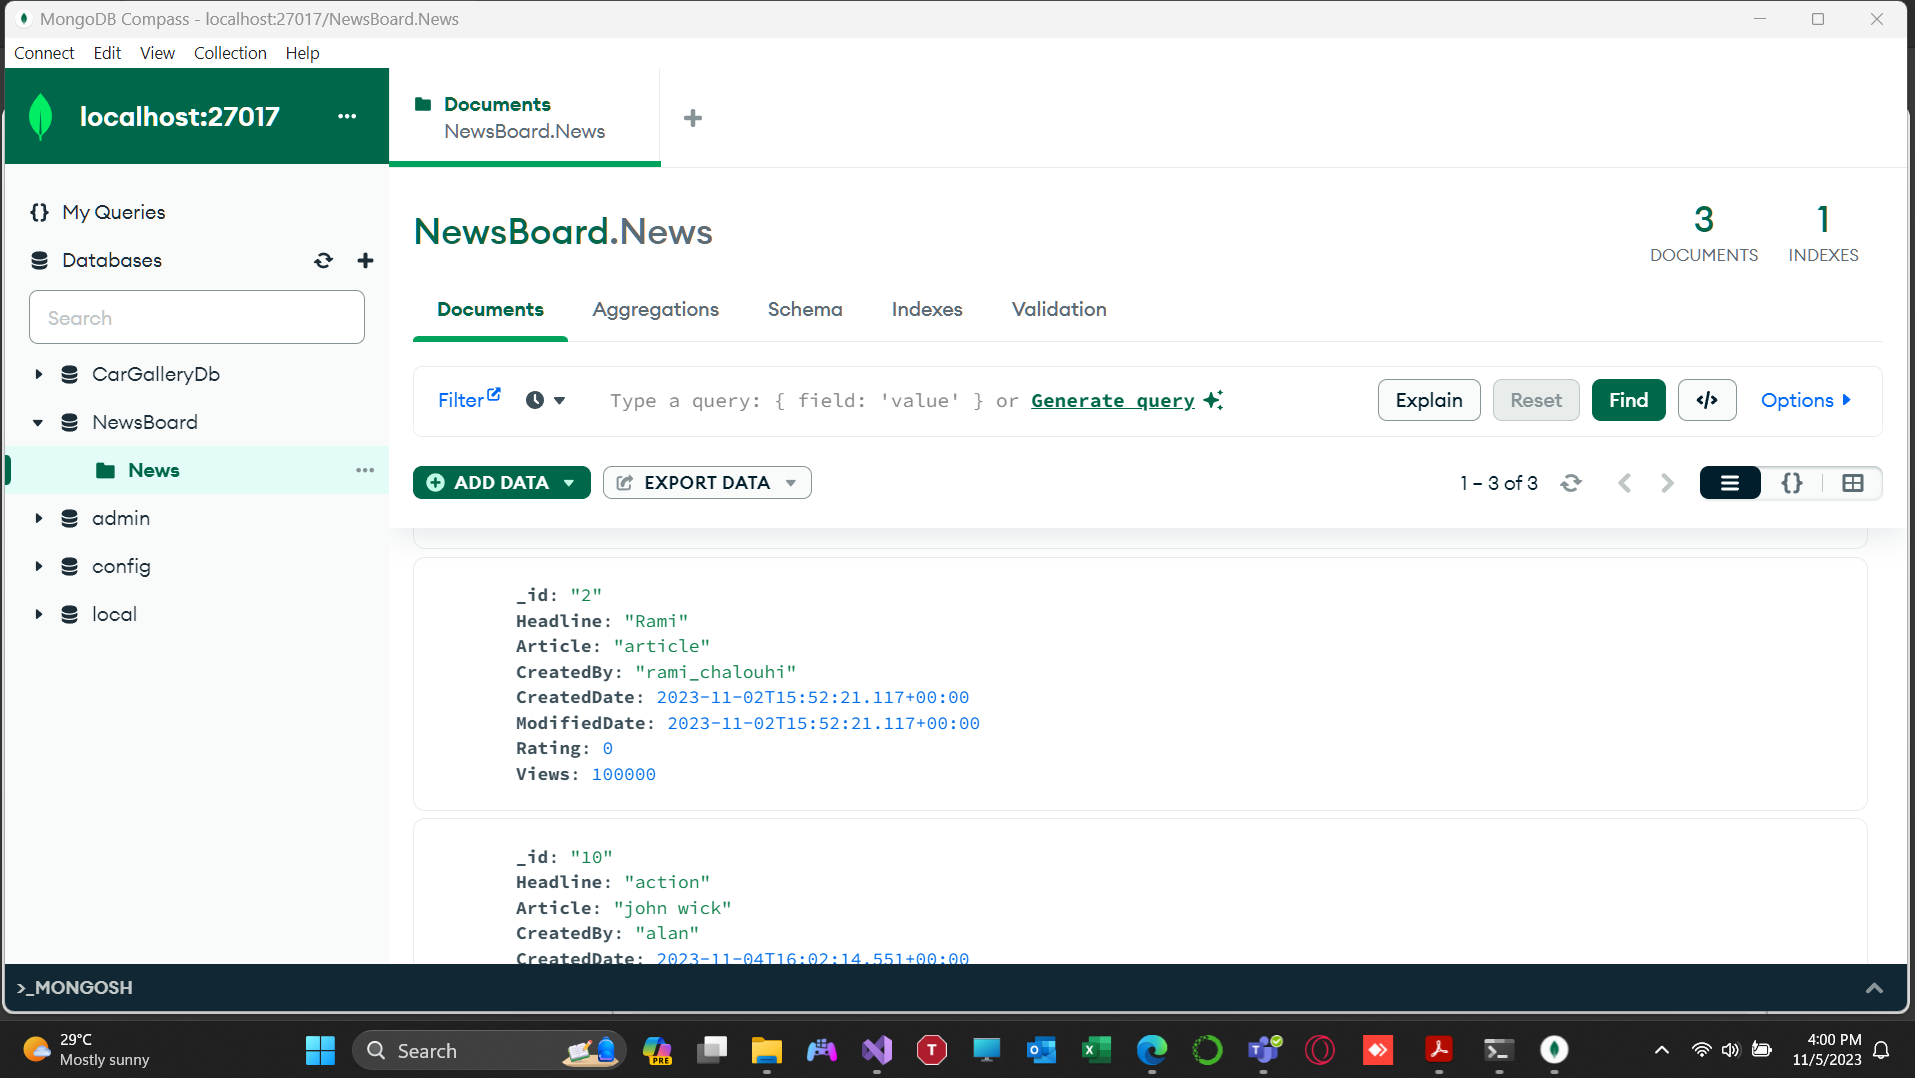 MongoDB Compass - localhost:27017/NewsBoard.News
Connect Edit View Collection Help
localhost:27017 ...
Documents
NewsBoard.News
{} My Queries
Databases
Search
CarGalleryDb
NewsBoard
News ...
admin
config
local
NewsBoard.News
3
DOCUMENTS
1
INDEXES
Documents Aggregations Schema Indexes Validation
Filter Type a query: { field: 'value' } or Generate query Explain Reset Find </> Options
ADD DATA EXPORT DATA 1 – 3 of 3 {}
_id: "2"
Headline: "Rami"
Article: "article"
CreatedBy: "rami_chalouhi"
CreatedDate: 2023-11-02T15:52:21.117+00:00
ModifiedDate: 2023-11-02T15:52:21.117+00:00
Rating: 0
Views: 100000
_id: "10"
Headline: "action"
Article: "john wick"
CreatedBy: "alan"
CreatedDate: 2023-11-04T16:02:14.551+00:00
>_MONGOSH
29°C
Mostly sunny
Search
PRE
T
4:00 PM
11/5/2023